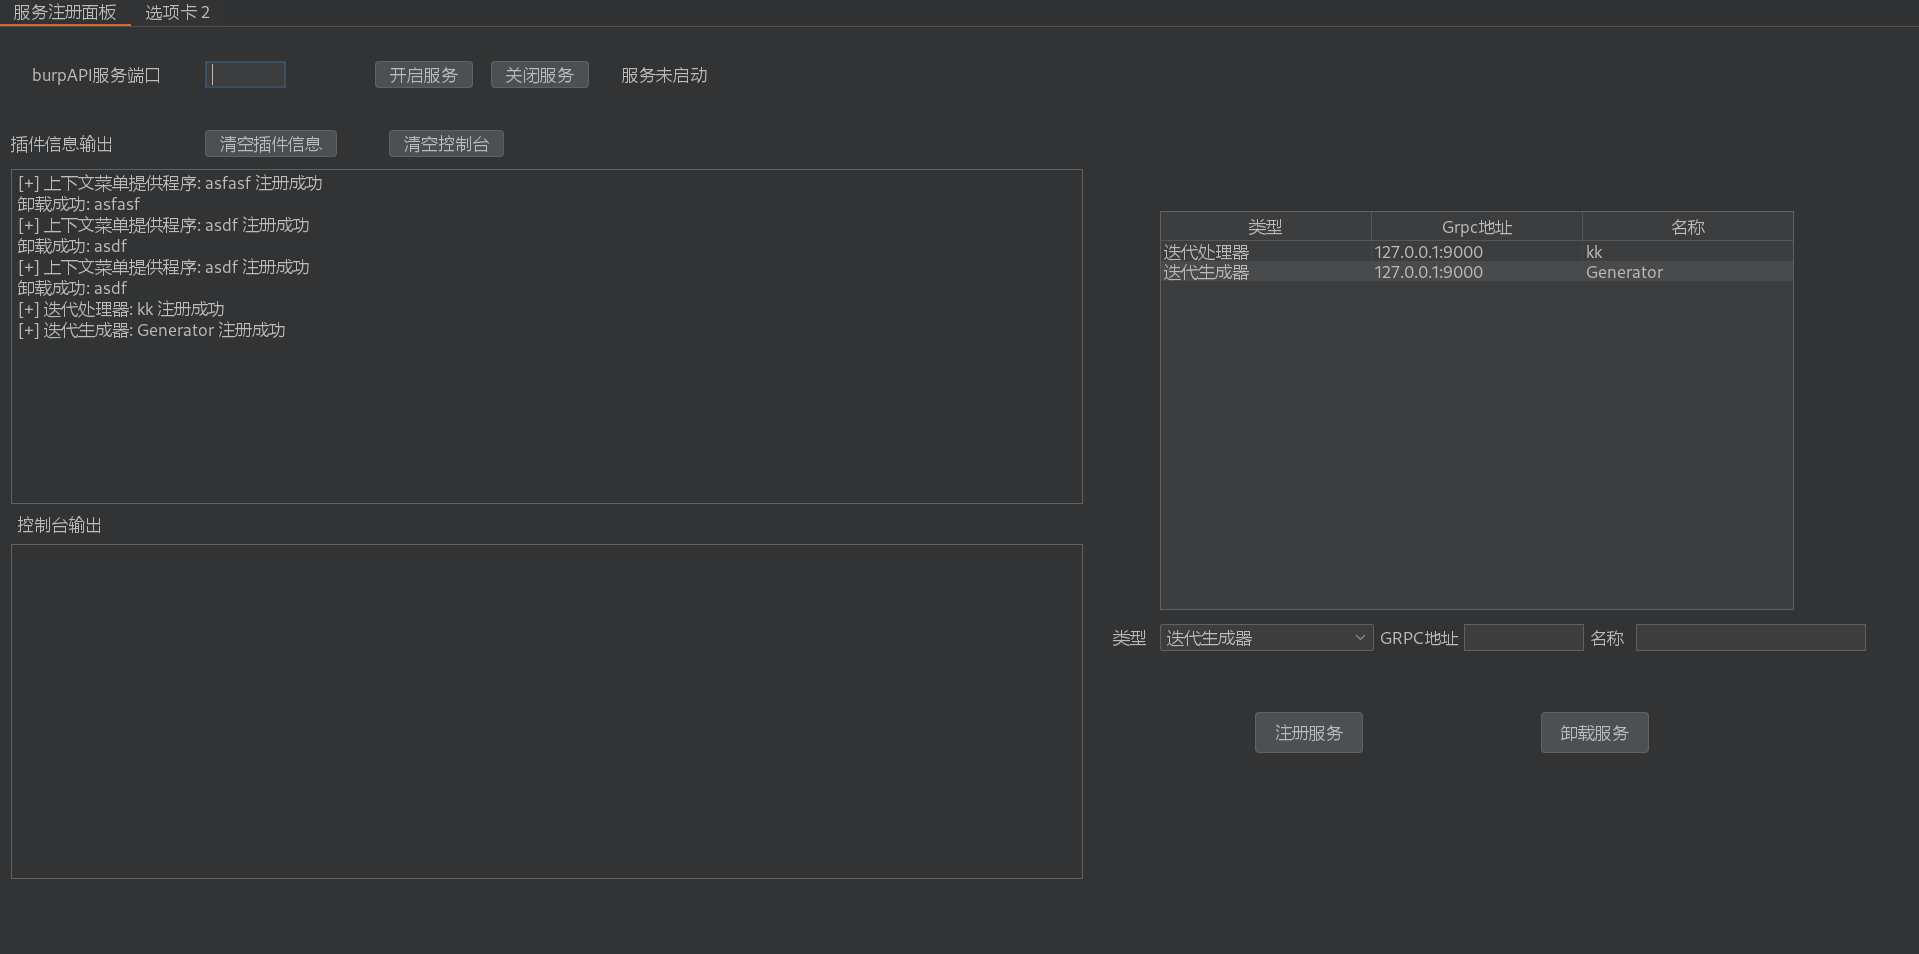 服务注册面板 选项卡 2
burpAPI服务端口 开启服务 关闭服务 服务未启动
插件信息输出 清空插件信息 清空控制台
[+] 上下文菜单提供程序: asfasf 注册成功
卸载成功: asfasf
[+] 上下文菜单提供程序: asdf 注册成功
卸载成功: asdf
[+] 上下文菜单提供程序: asdf 注册成功
卸载成功: asdf
[+] 迭代处理器: kk 注册成功
[+] 迭代生成器: Generator 注册成功
控制台输出
类型 Grpc地址 名称
迭代处理器 127.0.0.1:9000 kk
迭代生成器 127.0.0.1:9000 Generator
类型 迭代生成器 GRPC地址 名称
注册服务 卸载服务